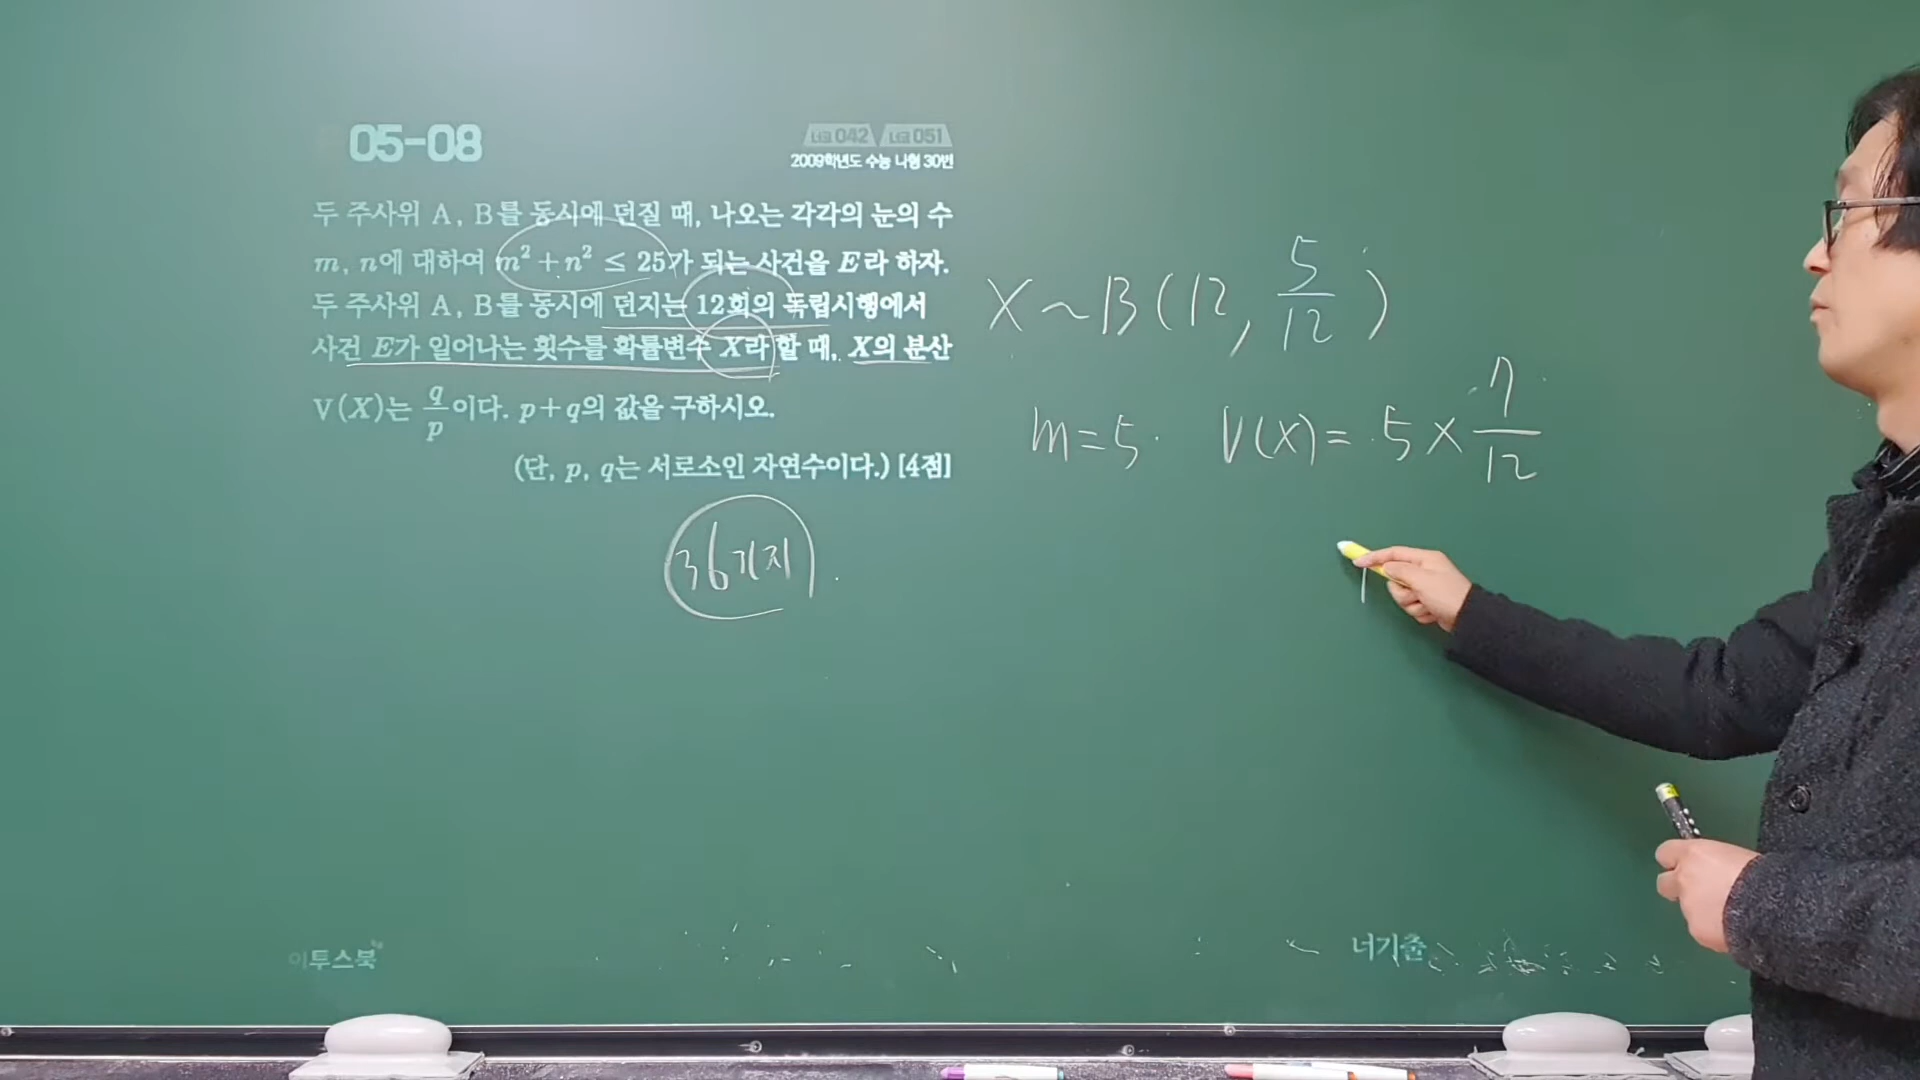 05-08
너코 042 너코 051
2009학년도 수능 나형 30번
두 주사위 A, B를 동시에 던질 때, 나오는 각각의 눈의 수
m, n에 대하여 m² + n² ≤ 25가 되는 사건을 E라 하자.
두 주사위 A, B를 동시에 던지는 12회의 독립시행에서
사건 E가 일어나는 횟수를 확률변수 X라 할 때, X의 분산
V(X)는 q/p이다. p+q의 값을 구하시오.
(단, p, q는 서로소인 자연수이다.) [4점]
36가지
X ~ B(12, 5/12)
m = 5. V(X) = 5 × 7/12
이투스북
너기출